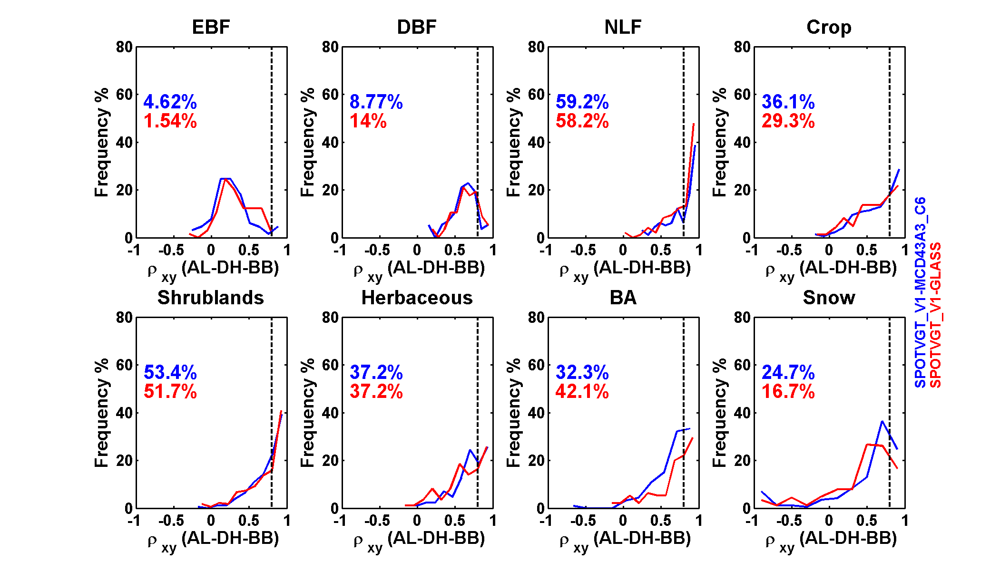 EBF
80
60
40
20
0
-1 -0.5 0 0.5 1
Frequency %
4.62%
1.54%
ρ xy (AL-DH-BB)
DBF
80
60
40
20
0
-1 -0.5 0 0.5 1
Frequency %
8.77%
14%
ρ xy (AL-DH-BB)
NLF
80
60
40
20
0
-1 -0.5 0 0.5 1
Frequency %
59.2%
58.2%
ρ xy (AL-DH-BB)
Crop
80
60
40
20
0
-1 -0.5 0 0.5 1
Frequency %
36.1%
29.3%
ρ xy (AL-DH-BB)
Shrublands
80
60
40
20
0
-1 -0.5 0 0.5 1
Frequency %
53.4%
51.7%
ρ xy (AL-DH-BB)
Herbaceous
80
60
40
20
0
-1 -0.5 0 0.5 1
Frequency %
37.2%
37.2%
ρ xy (AL-DH-BB)
BA
80
60
40
20
0
-1 -0.5 0 0.5 1
Frequency %
32.3%
42.1%
ρ xy (AL-DH-BB)
Snow
80
60
40
20
0
-1 -0.5 0 0.5 1
Frequency %
24.7%
16.7%
ρ xy (AL-DH-BB)
SPOTVGT_V1-MCD43A3_C6
SPOTVGT_V1-GLASS